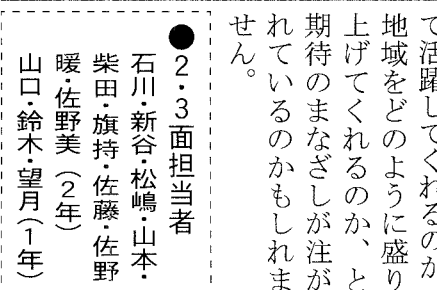 て活躍してくれるのか
地域をどのように盛り
上げてくれるのか、と
期待のまなざしが注が
れているのかもしれま
せん。
●2・3面担当者
石川・新谷・松嶋・山本・
柴田・旗持・佐藤・佐野
暖・佐野美（2年）
山口・鈴木・望月（1年）